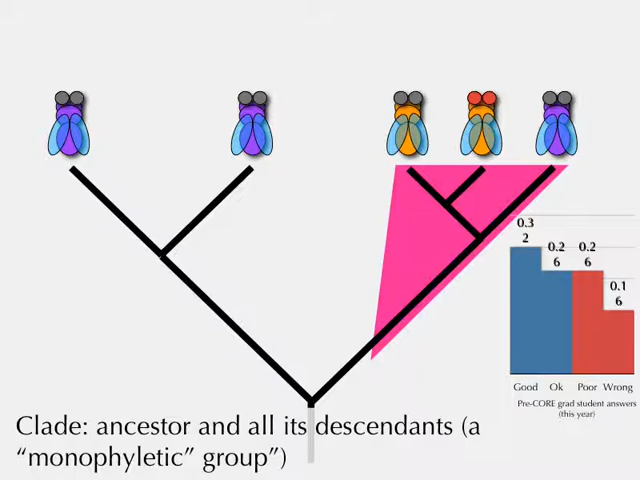 0.3
2
0.2
6
0.2
6
0.1
6
Good Ok Poor Wrong
Pre-CORE grad student answers
(this year)
Clade: ancestor and all its descendants (a
“monophyletic” group”)